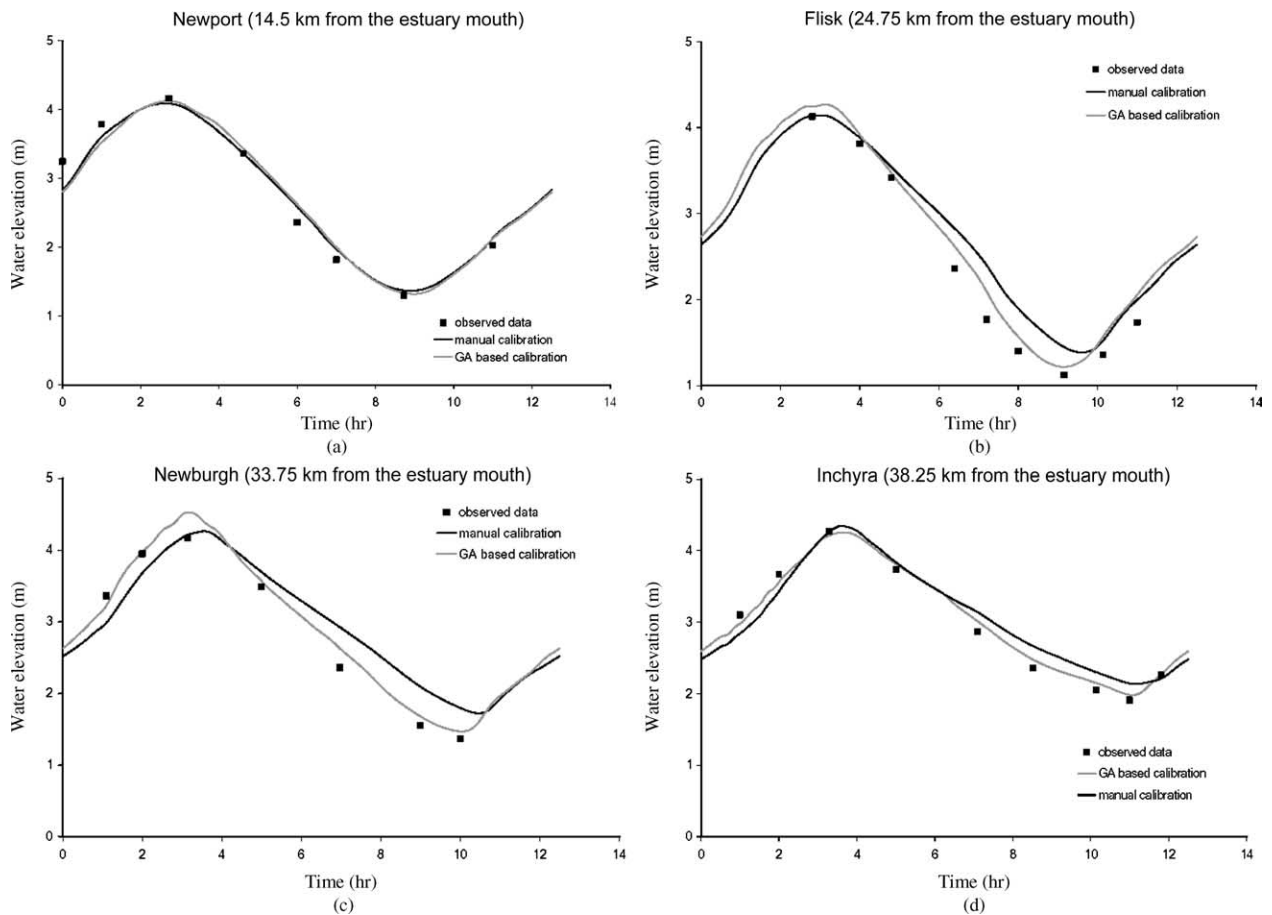 Newport (14.5 km from the estuary mouth)
5
4
3
2
1
0
Water elevation (m)
observed data
manual calibration
GA based calibration
0 2 4 6 8 10 12 14
Time (hr)
(a)
Flisk (24.75 km from the estuary mouth)
5
4
3
2
1
Water elevation (m)
observed data
manual calibration
GA based calibration
0 2 4 6 8 10 12 14
Time (hr)
(b)
Newburgh (33.75 km from the estuary mouth)
5
4
3
2
1
0
Water elevation (m)
observed data
manual calibration
GA based calibration
0 2 4 6 8 10 12 14
Time (hr)
(c)
Inchyra (38.25 km from the estuary mouth)
5
4
3
2
1
0
Water elevation (m)
observed data
GA based calibration
manual calibration
0 2 4 6 8 10 12 14
Time (hr)
(d)